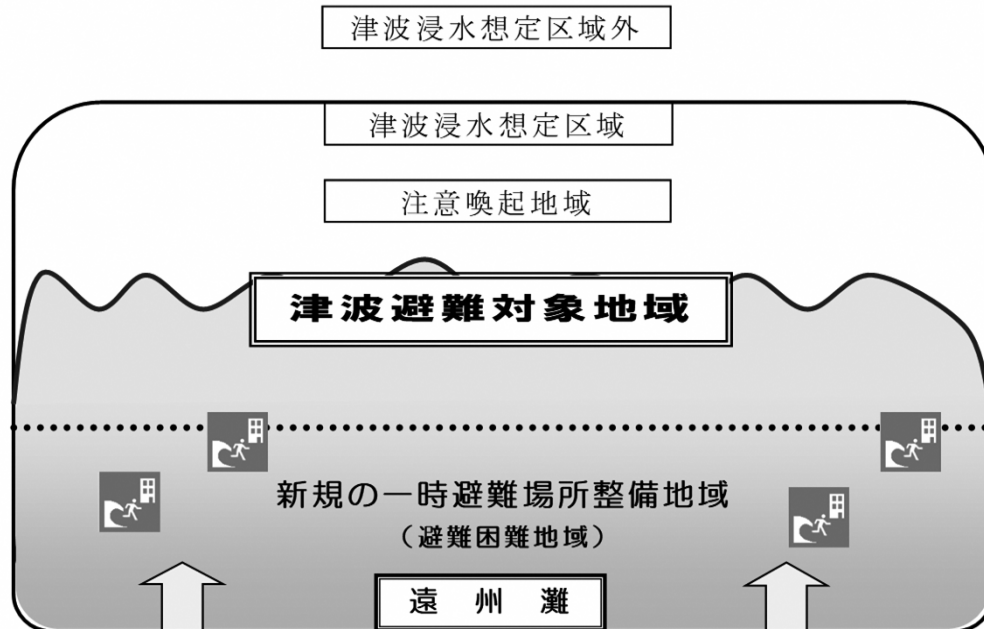 津波浸水想定区域外
津波浸水想定区域
注意喚起地域
津波避難対象地域
新規の一時避難場所整備地域
（避難困難地域）
遠州灘